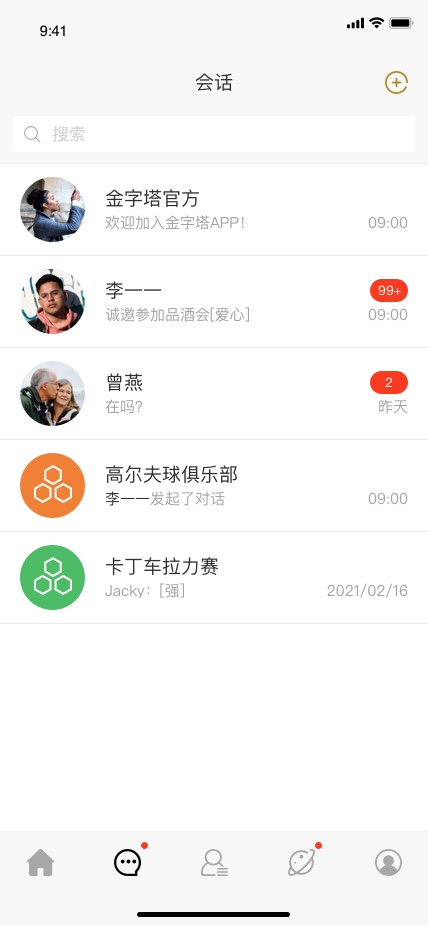 9:41
会话
搜索
金字塔官方
欢迎加入金字塔APP!
09:00
李一一
99+
诚邀参加品酒会[爱心]
09:00
曾燕
2
在吗?
昨天
高尔夫球俱乐部
李一一发起了对话
09:00
卡丁车拉力赛
Jacky：[强]
2021/02/16